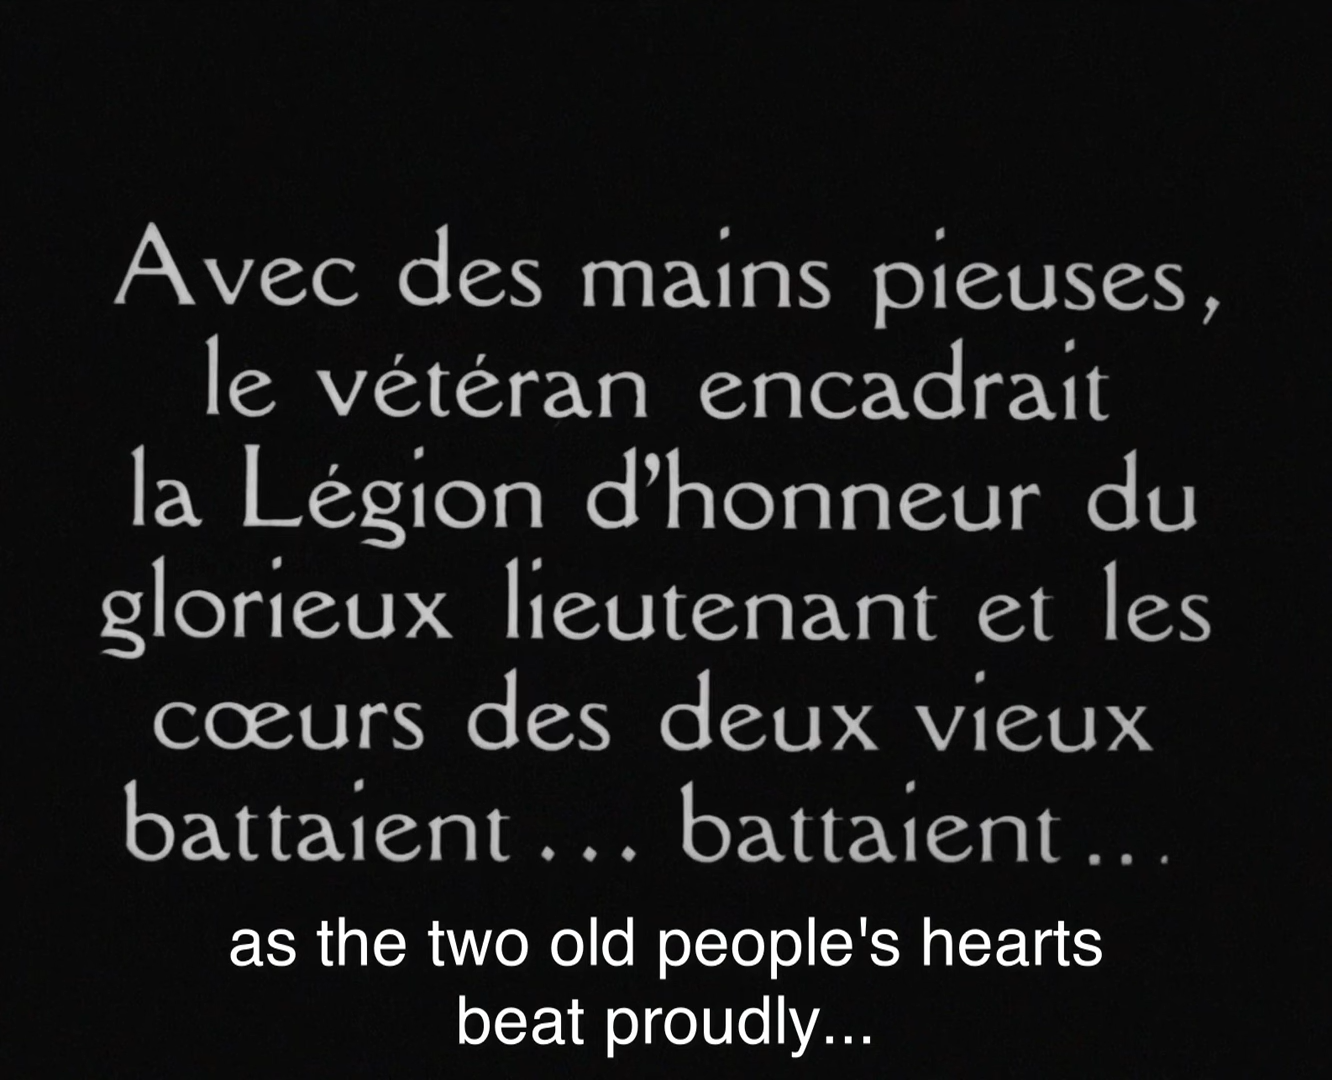 Avec des mains pieuses,
le vétéran encadrait
la Légion d'honneur du
glorieux lieutenant et les
cœurs des deux vieux
battaient... battaient...
as the two old people's hearts
beat proudly...